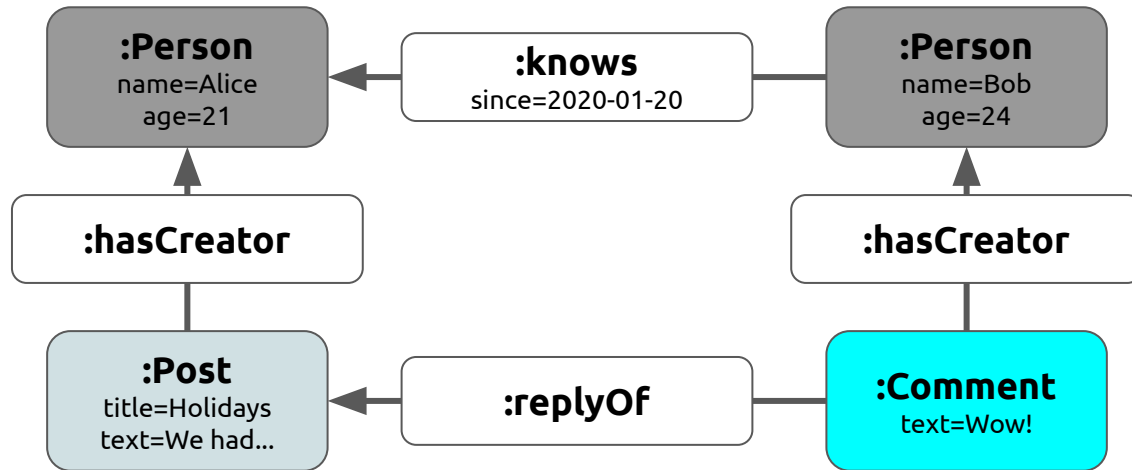 :Person
name=Alice
age=21
:knows
since=2020-01-20
:Person
name=Bob
age=24
:hasCreator
:hasCreator
:Post
title=Holidays
text=We had...
:replyOf
:Comment
text=Wow!